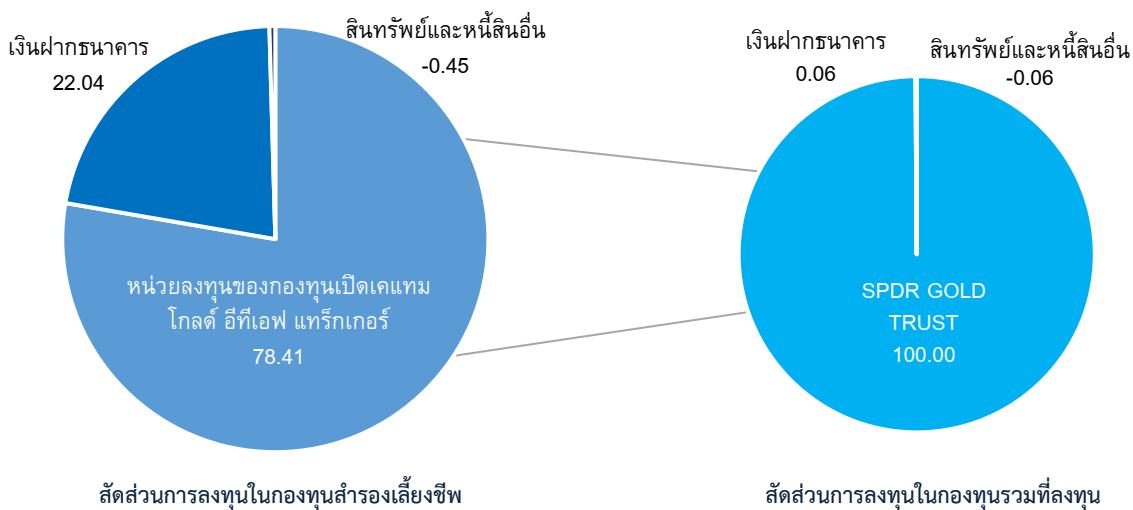 เงินฝากธนาคาร
22.04
สินทรัพย์และหนี้สินอื่น
-0.45
หน่วยลงทุนของกองทุนเปิดเคแทม
โกลด์ อีทีเอฟ แทร็กเกอร์
78.41
สัดส่วนการลงทุนในกองทุนสำรองเลี้ยงชีพ
เงินฝากธนาคาร
0.06
สินทรัพย์และหนี้สินอื่น
-0.06
SPDR GOLD
TRUST
100.00
สัดส่วนการลงทุนในกองทุนรวมที่ลงทุน